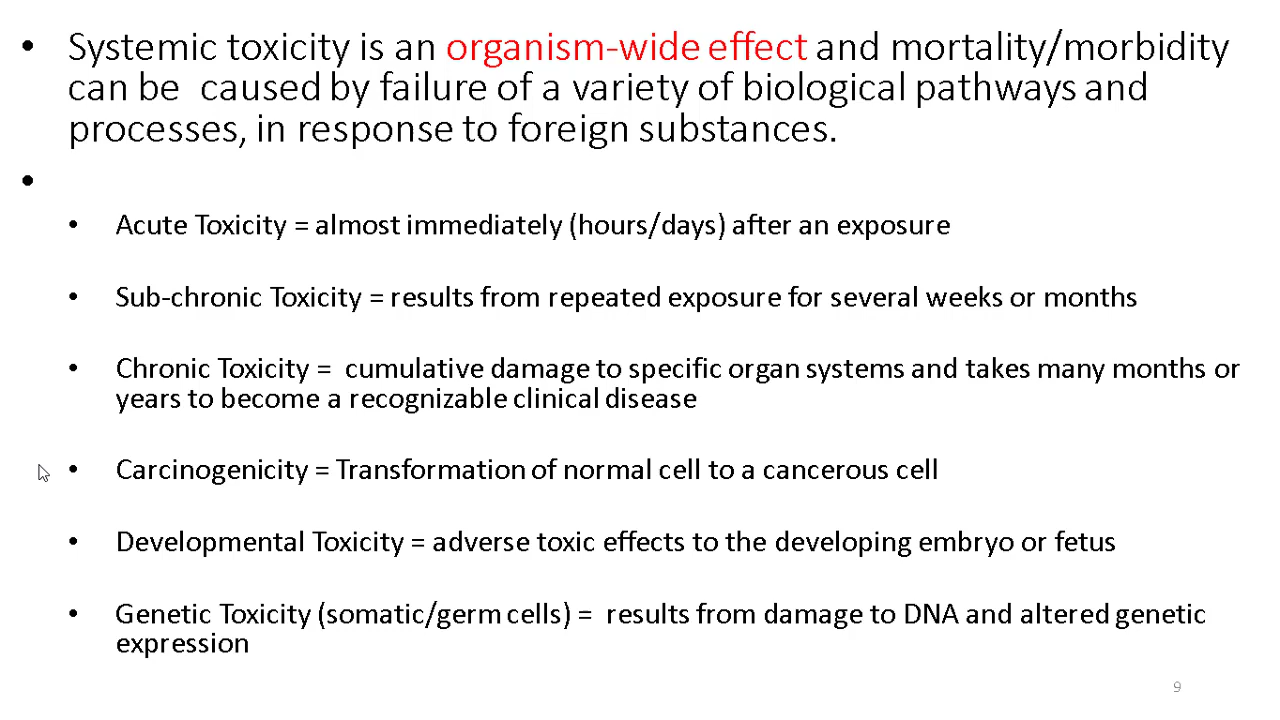 • Systemic toxicity is an organism-wide effect and mortality/morbidity
can be  caused by failure of a variety of biological pathways and
processes, in response to foreign substances.
•
• Acute Toxicity = almost immediately (hours/days) after an exposure
• Sub-chronic Toxicity = results from repeated exposure for several weeks or months
• Chronic Toxicity =  cumulative damage to specific organ systems and takes many months or
years to become a recognizable clinical disease
• Carcinogenicity = Transformation of normal cell to a cancerous cell
• Developmental Toxicity = adverse toxic effects to the developing embryo or fetus
• Genetic Toxicity (somatic/germ cells) =  results from damage to DNA and altered genetic
expression
9